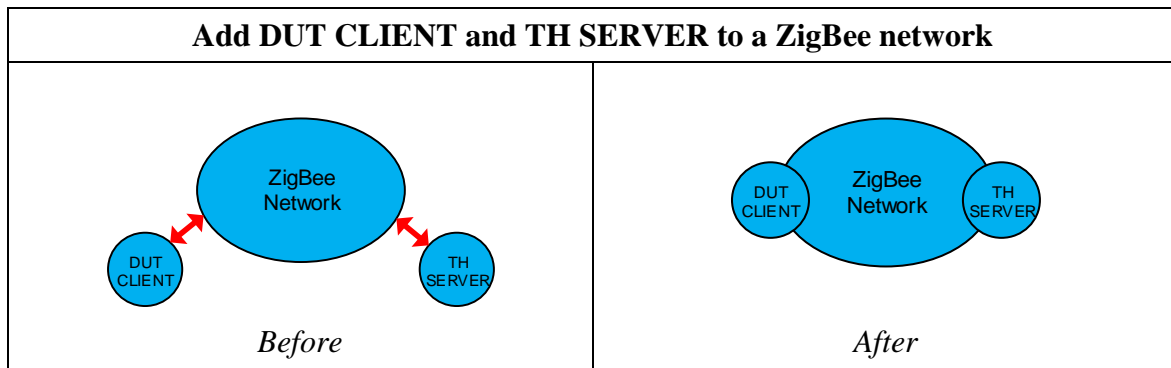 Add DUT CLIENT and TH SERVER to a ZigBee network
ZigBee
Network
DUT
CLIENT
TH
SERVER
Before
DUT
CLIENT
ZigBee
Network
TH
SERVER
After